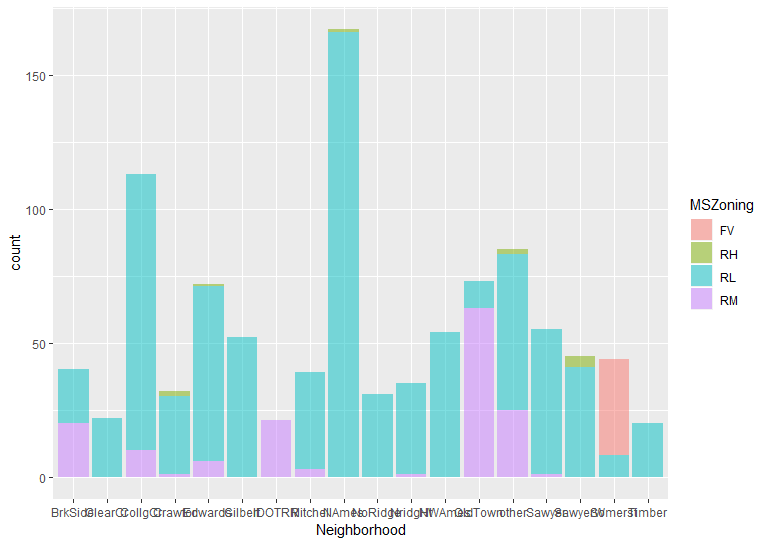 150
100
50
0
count
BrkSide ClearCr CollgCr Crawfor Edwards Gilbert IDOTRR Mitchel NAmes NoRidge NridgHt NWAmes OldTown other Sawyer SawyerW Somerst Timber
Neighborhood
MSZoning
FV
RH
RL
RM